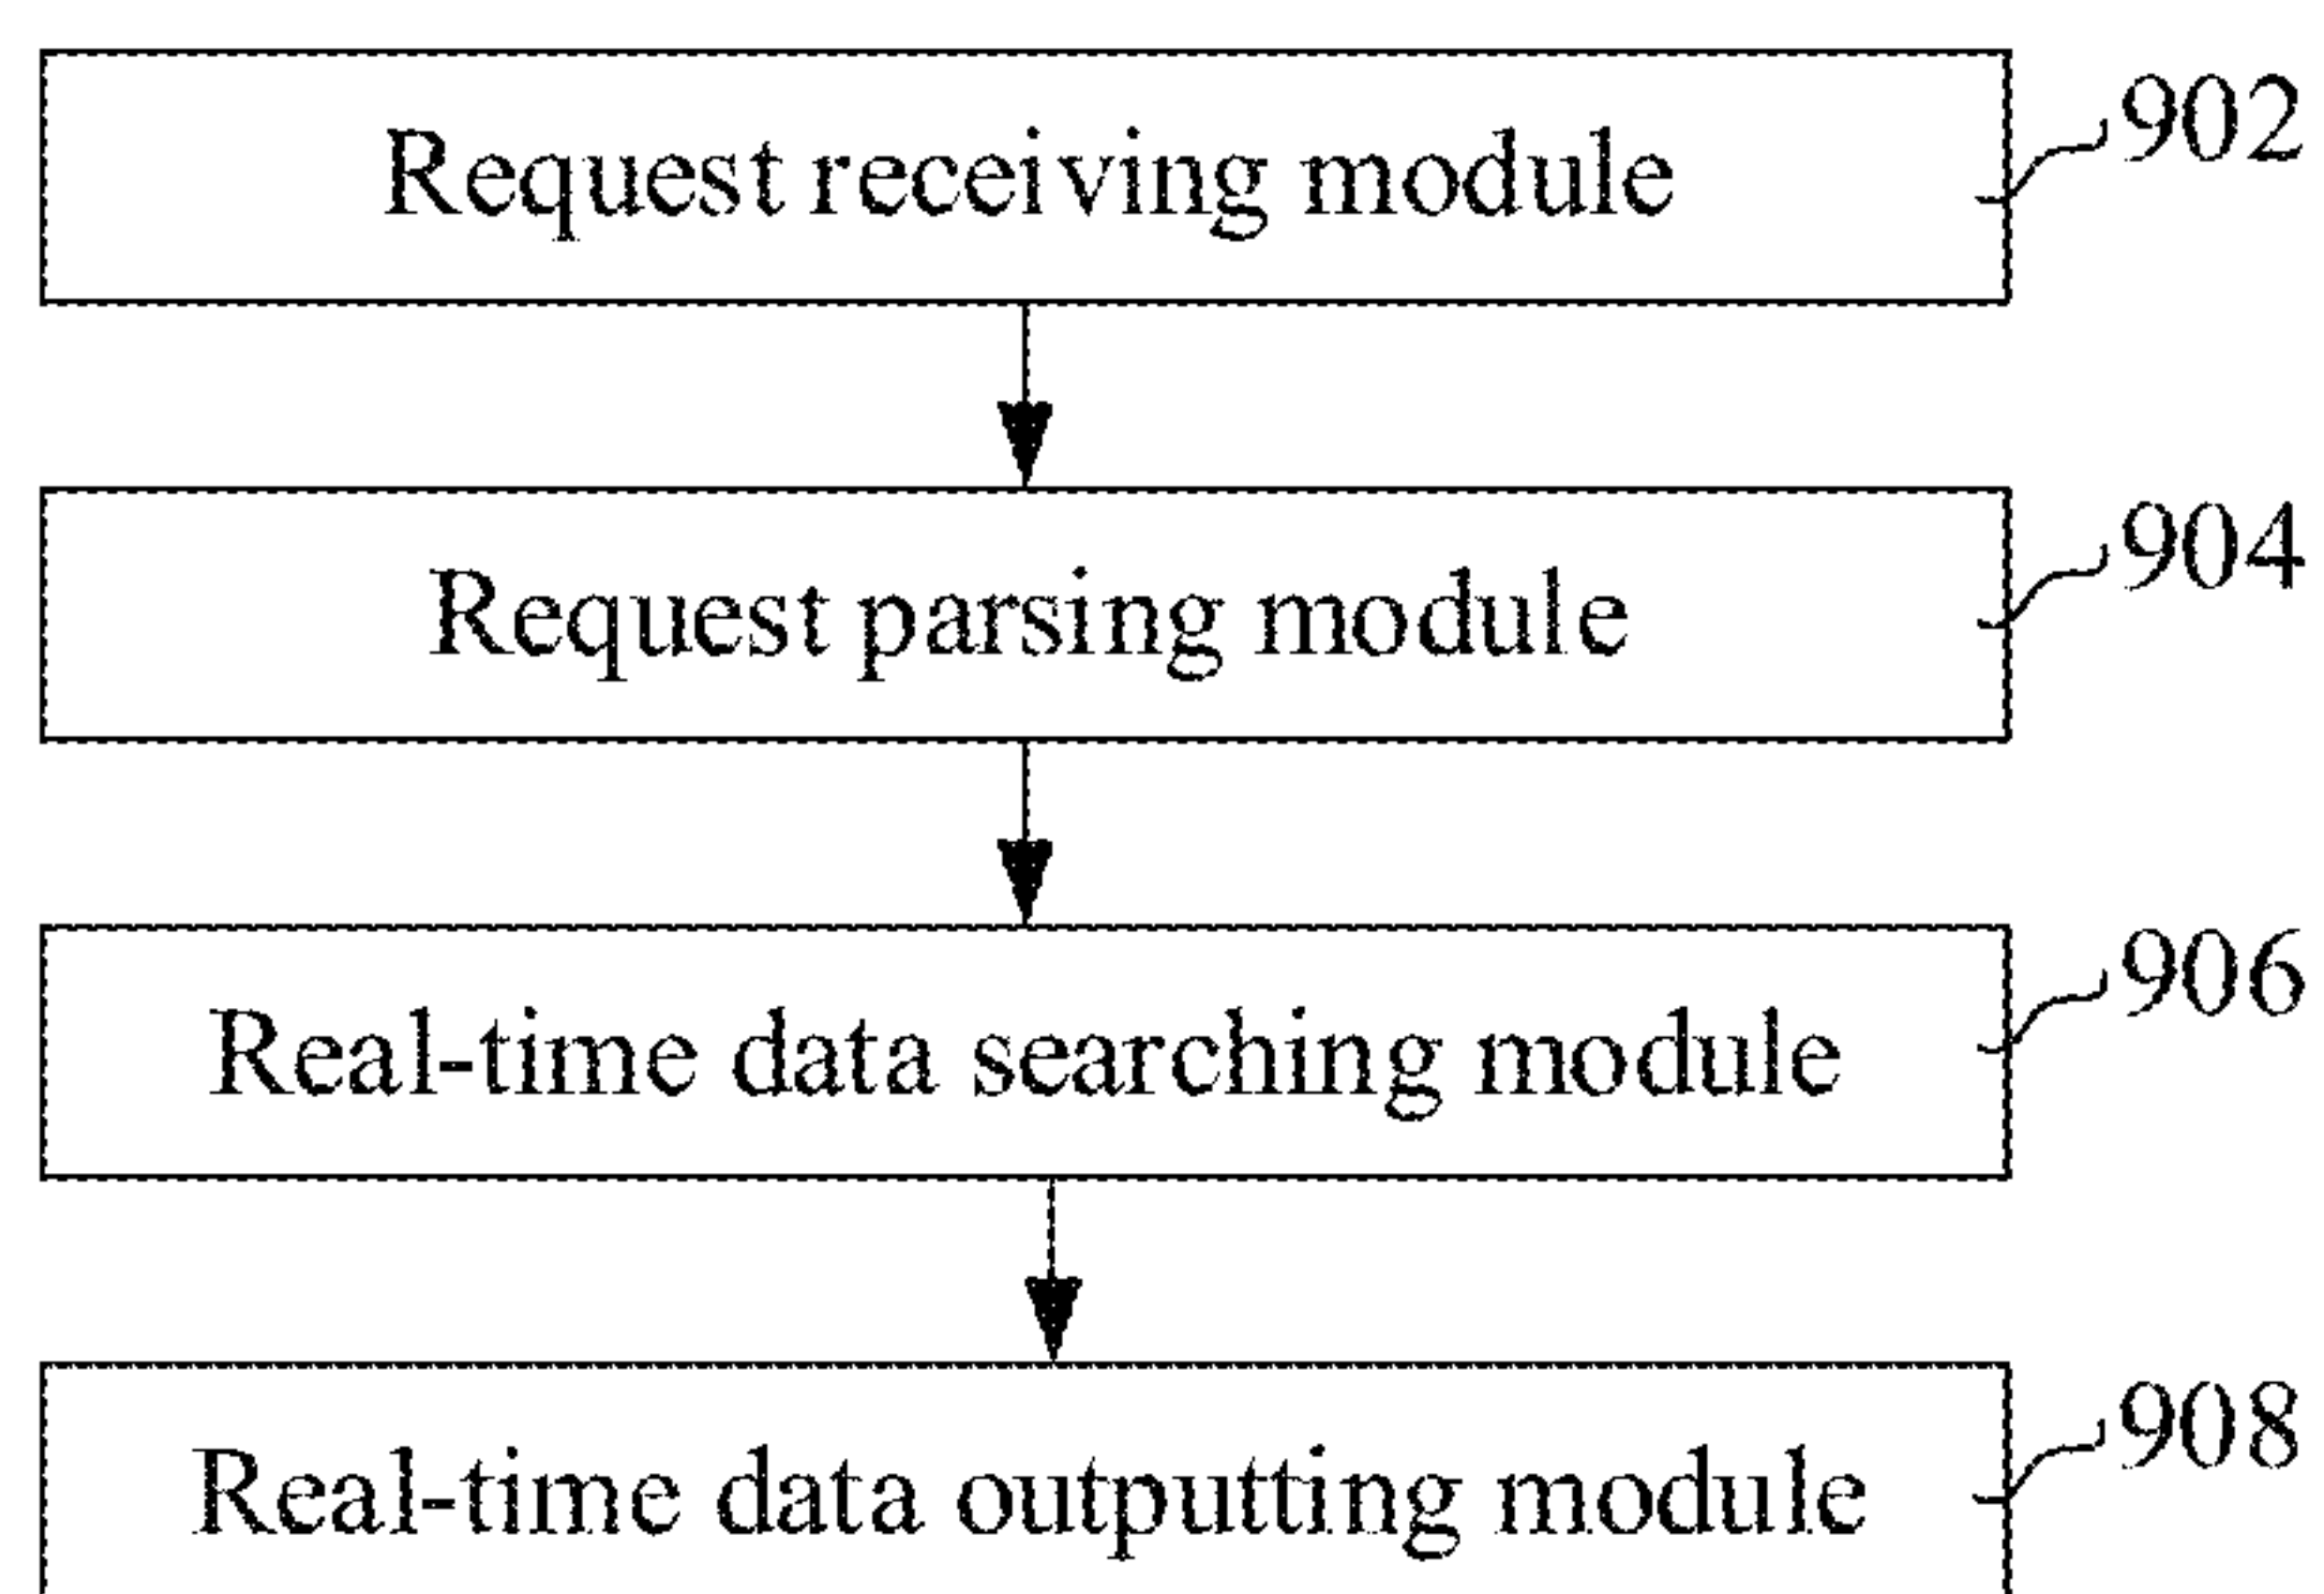 Request receiving module
902
Request parsing module
904
Real-time data searching module
906
Real-time data outputting module
908